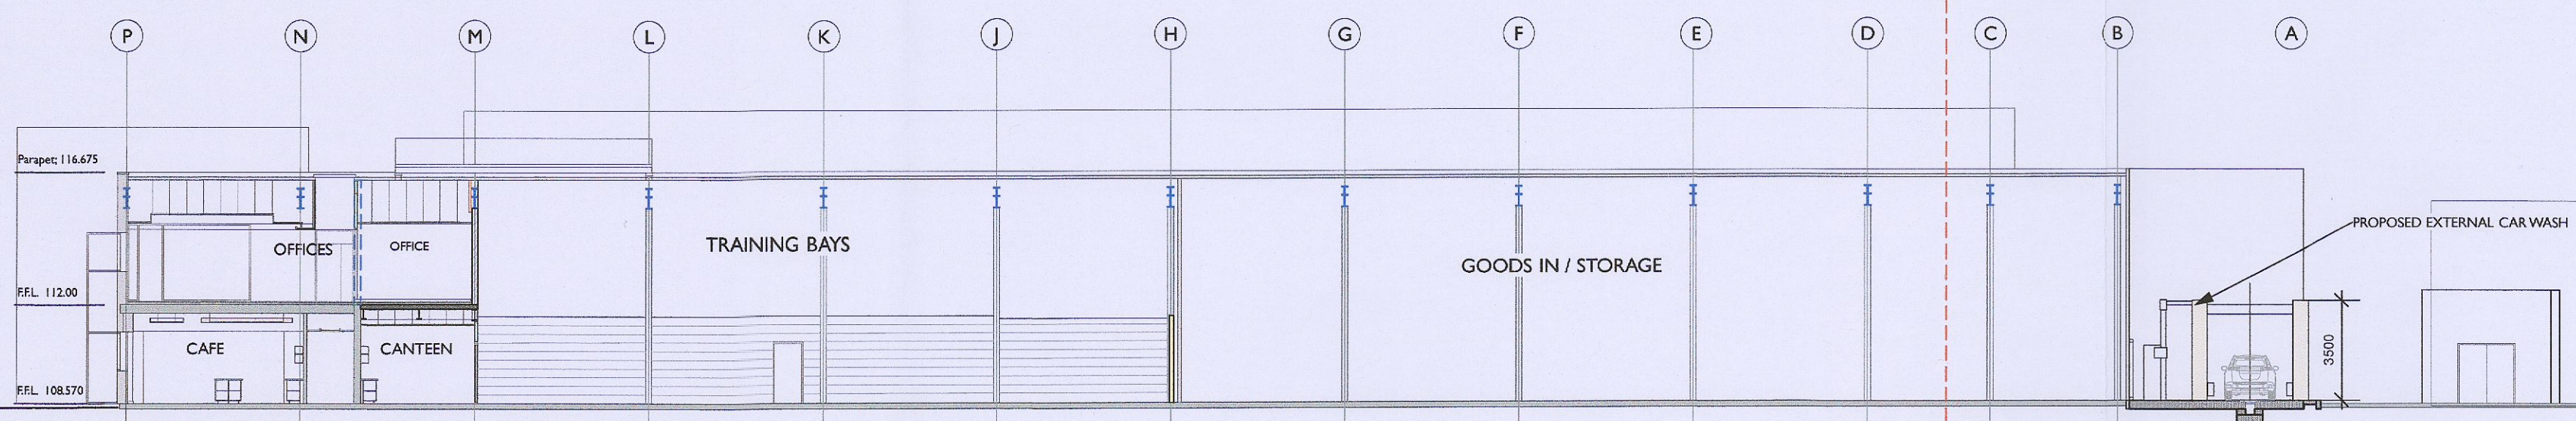 P N M L K J H G F E D C B A
Parapet; 116.675
PROPOSED EXTERNAL CAR WASH
OFFICES OFFICE TRAINING BAYS
GOODS IN / STORAGE
F.F.L. 112.00
CAFE CANTEEN
3500
F.F.L. 108.570